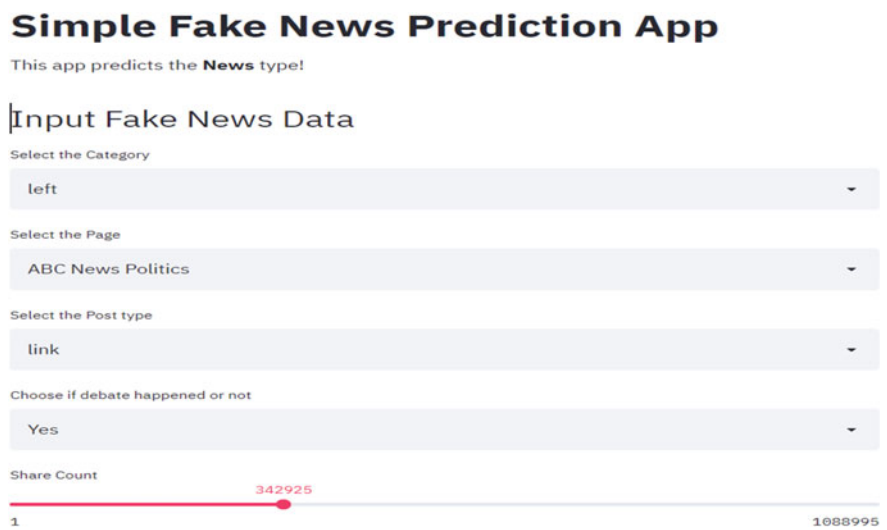 Simple Fake News Prediction App
This app predicts the News type!
Input Fake News Data
Select the Category
left
Select the Page
ABC News Politics
Select the Post type
link
Choose if debate happened or not
Yes
Share Count
342925
1 1088995